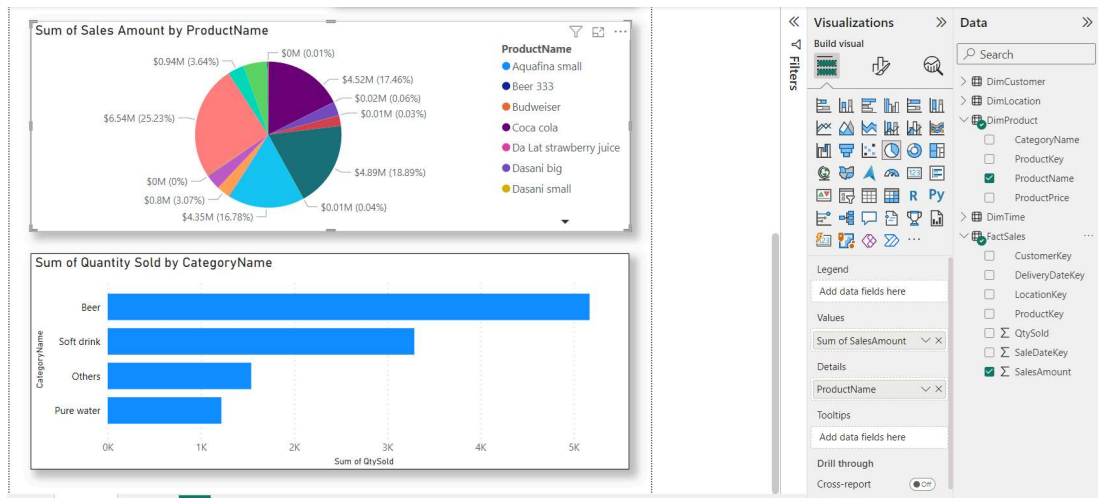 Sum of Sales Amount by ProductName
$0M (0.01%)
$0.94M (3.64%)
$4.52M (17.46%)
$0.02M (0.06%)
$0.01M (0.03%)
$6.54M (25.23%)
$4.89M (18.89%)
$0M (0%)
$0.8M (3.07%)
$0.01M (0.04%)
$4.35M (16.78%)
ProductName
Aquafina small
Beer 333
Budweiser
Coca cola
Da Lat strawberry juice
Dasani big
Dasani small
Sum of Quantity Sold by CategoryName
CategoryName
Beer
Soft drink
Others
Pure water
0K 1K 2K 3K 4K 5K
Sum of QtySold
Filters
Visualizations
Build visual
123
R Py
Legend
Add data fields here
Values
Sum of SalesAmount
Details
ProductName
Tooltips
Add data fields here
Drill through
Cross-report
Off
Data
Search
DimCustomer
DimLocation
DimProduct
CategoryName
ProductKey
ProductName
ProductPrice
DimTime
FactSales
CustomerKey
DeliveryDateKey
LocationKey
ProductKey
∑ QtySold
∑ SaleDateKey
∑ SalesAmount